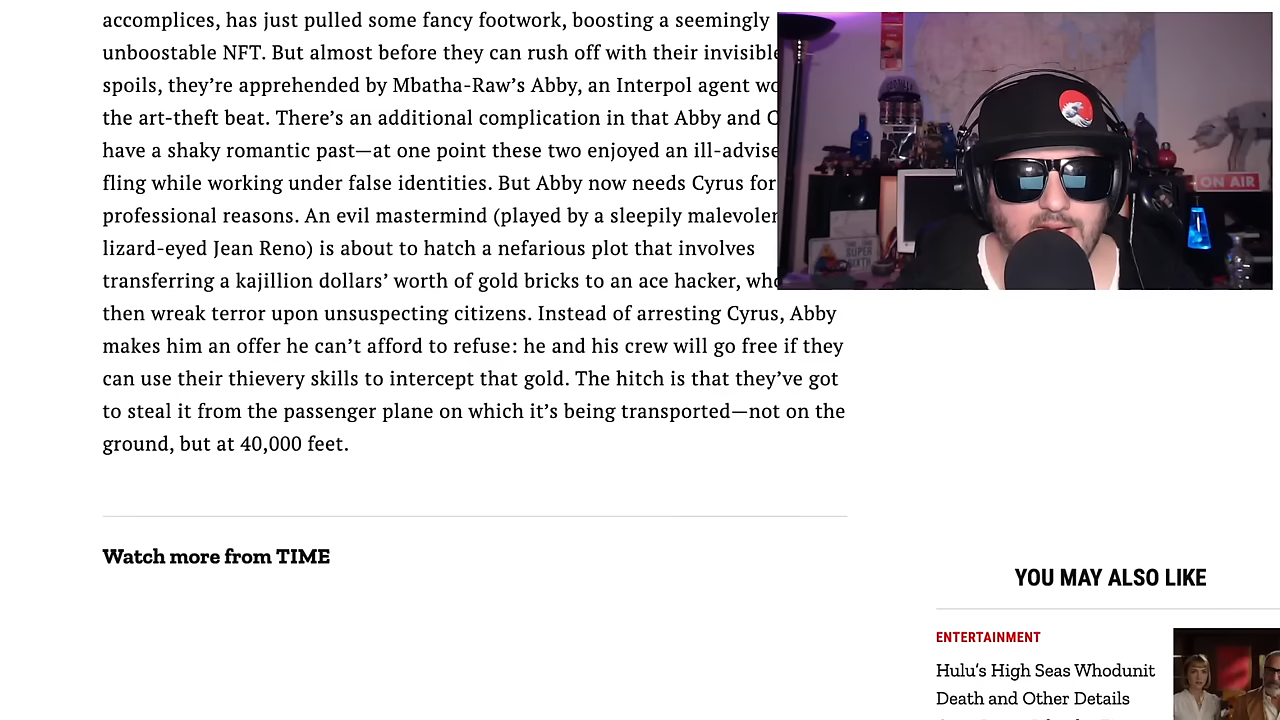 accomplices, has just pulled some fancy footwork, boosting a seemingly
unboostable NFT. But almost before they can rush off with their invisible
spoils, they’re apprehended by Mbatha-Raw’s Abby, an Interpol agent
the art-theft beat. There’s an additional complication in that Abby and
have a shaky romantic past—at one point these two enjoyed an
fling while working under false identities. But Abby now needs Cyrus for
professional reasons. An evil mastermind (played by a sleepily
lizard-eyed Jean Reno) is about to hatch a nefarious plot that involves
transferring a kajillion dollars’ worth of gold bricks to an ace hacker,
then wreak terror upon unsuspecting citizens. Instead of arresting Cyrus, Abby
makes him an offer he can’t afford to refuse: he and his crew will go free if they
can use their thievery skills to intercept that gold. The hitch is that they’ve got
to steal it from the passenger plane on which it’s being transported—not on the
ground, but at 40,000 feet.
ON AIR
Watch more from TIME
YOU MAY ALSO LIKE
ENTERTAINMENT
Hulu’s High Seas Whodunit
Death and Other Details